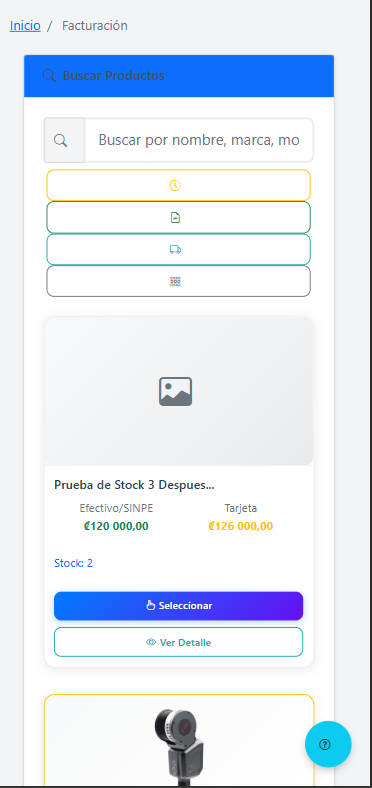 Inicio / Facturación
Buscar Productos
Buscar por nombre, marca, mo
Prueba de Stock 3 Despues...
Efectivo/SINPE Tarjeta
₡120 000,00 ₡126 000,00
Stock: 2
Seleccionar
Ver Detalle